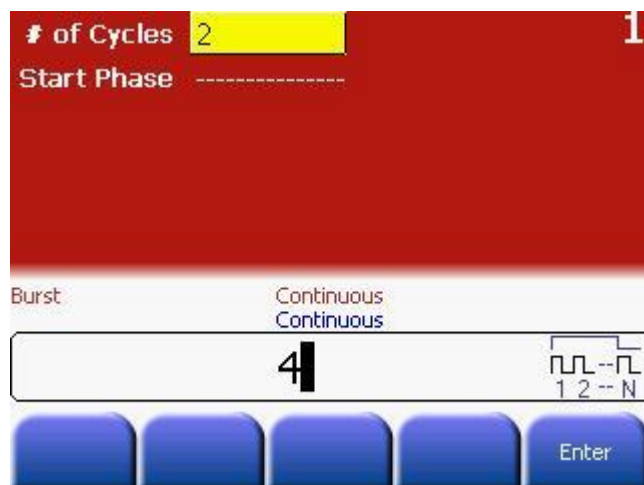 # of Cycles 2 1
Start Phase ---------------
Burst Continuous
Continuous
4
1 2 -- N
Enter